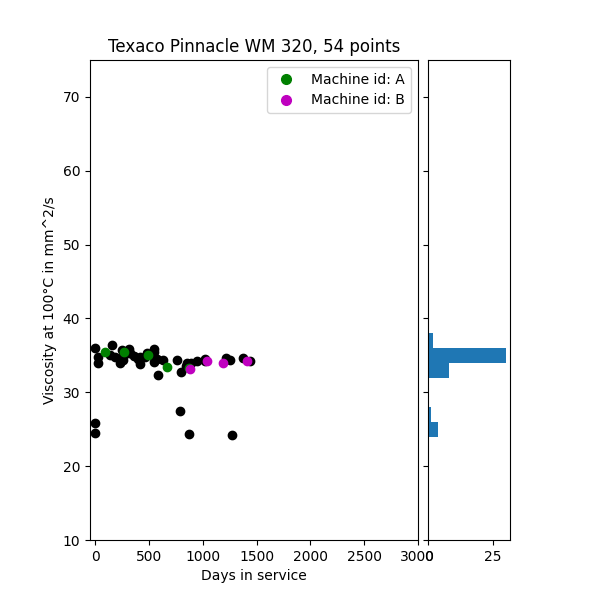 Texaco Pinnacle WM 320, 54 points
Machine id: A
Machine id: B
70
60
50
40
30
20
10
Viscosity at 100°C in mm^2/s
0 500 1000 1500 2000 2500 3000
0 25
Days in service